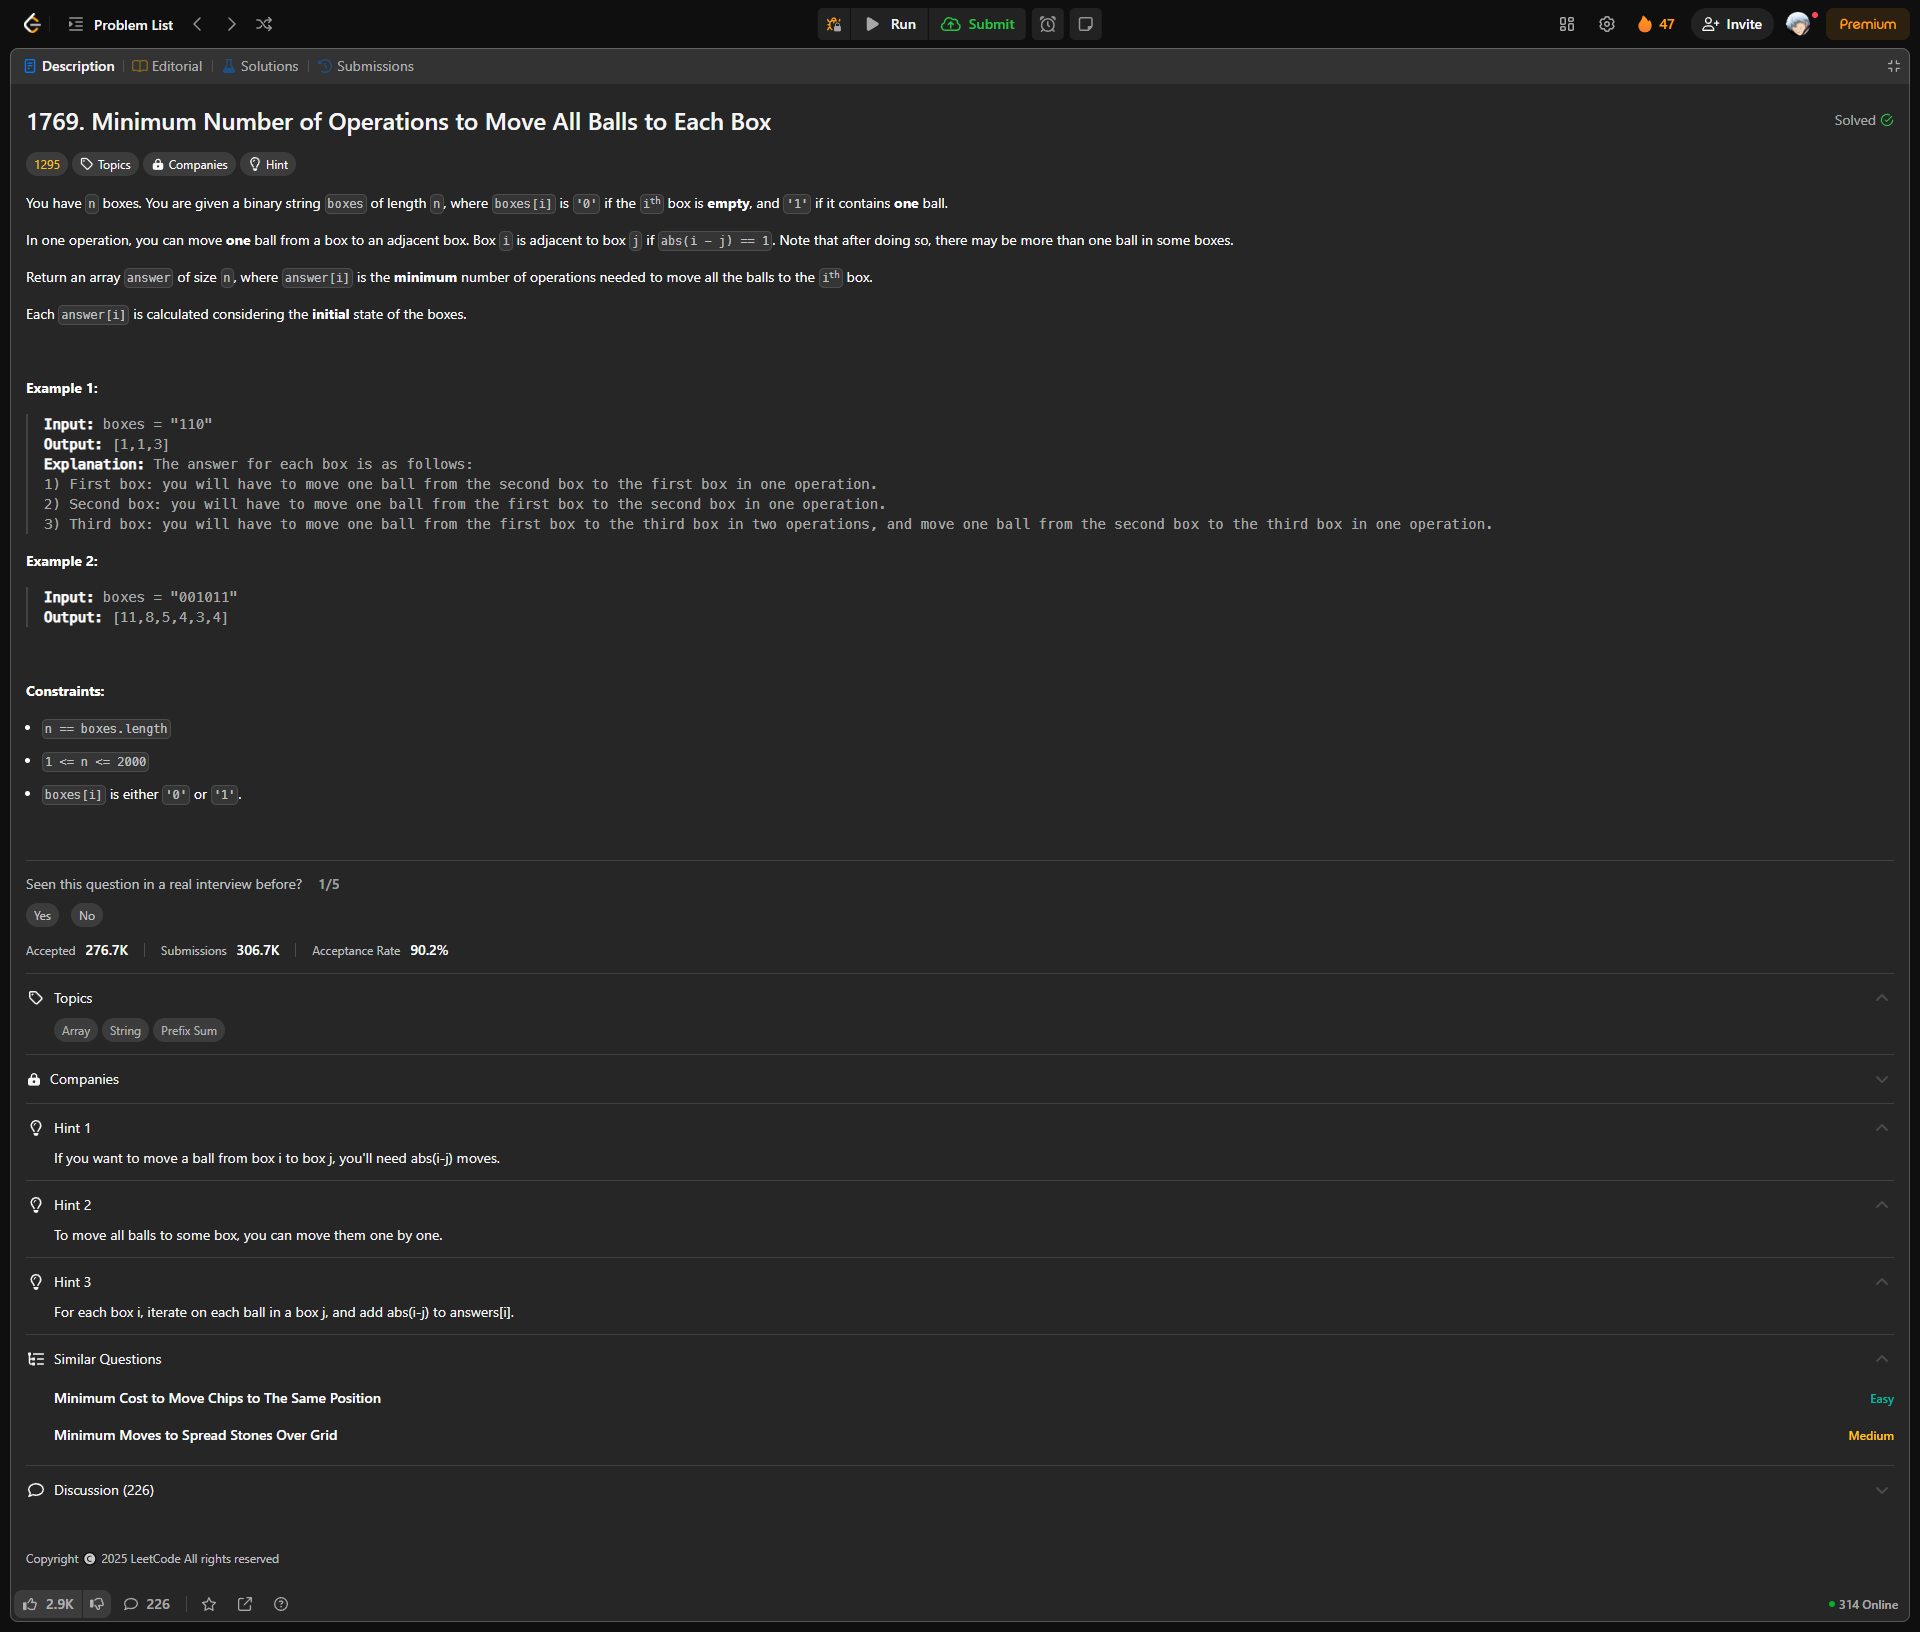 Problem List
Run
Submit
47
Invite
Premium
Description
Editorial
Solutions
Submissions
1769. Minimum Number of Operations to Move All Balls to Each Box
Solved
1295
Topics
Companies
Hint
You have n boxes. You are given a binary string boxes of length n, where boxes[i] is '0' if the ith box is empty, and '1' if it contains one ball.
In one operation, you can move one ball from a box to an adjacent box. Box i is adjacent to box j if abs(i - j) == 1. Note that after doing so, there may be more than one ball in some boxes.
Return an array answer of size n, where answer[i] is the minimum number of operations needed to move all the balls to the ith box.
Each answer[i] is calculated considering the initial state of the boxes.
Example 1:
Input: boxes = "110"
Output: [1,1,3]
Explanation: The answer for each box is as follows:
1) First box: you will have to move one ball from the second box to the first box in one operation.
2) Second box: you will have to move one ball from the first box to the second box in one operation.
3) Third box: you will have to move one ball from the first box to the third box in two operations, and move one ball from the second box to the third box in one operation.
Example 2:
Input: boxes = "001011"
Output: [11,8,5,4,3,4]
Constraints:
n == boxes.length
1 <= n <= 2000
boxes[i] is either '0' or '1'.
Seen this question in a real interview before? 1/5
Yes
No
Accepted 276.7K
Submissions 306.7K
Acceptance Rate 90.2%
Topics
Array
String
Prefix Sum
Companies
Hint 1
If you want to move a ball from box i to box j, you'll need abs(i-j) moves.
Hint 2
To move all balls to some box, you can move them one by one.
Hint 3
For each box i, iterate on each ball in a box j, and add abs(i-j) to answers[i].
Similar Questions
Minimum Cost to Move Chips to The Same Position
Easy
Minimum Moves to Spread Stones Over Grid
Medium
Discussion (226)
Copyright © 2025 LeetCode All rights reserved
2.9K
226
314 Online